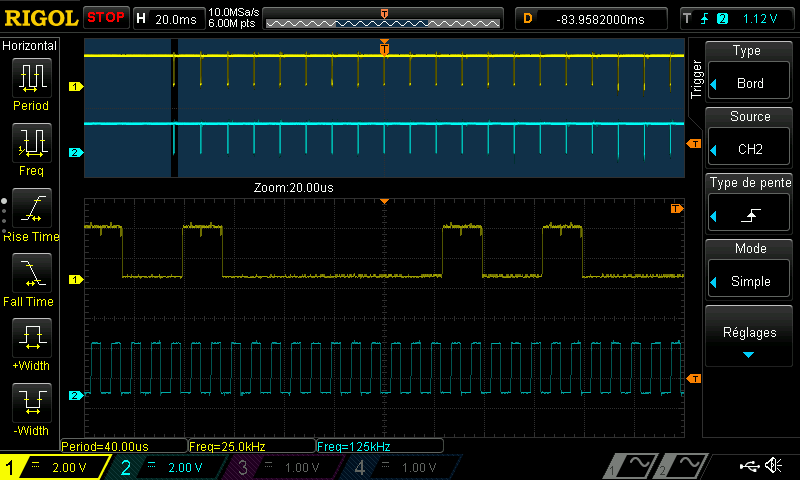 RIGOL STOP H 20.0ms 10.0MSa/s 6.00M pts T D -83.9582000ms T 2 1.12 V
Horizontal
Period
Freq
Rise Time
Fall Time
+Width
-Width
T
1
2
T
Zoom:20.00us
T
1
2
T
Trigger
Type
Bord
Source
CH2
Type de pente
Mode
Simple
Réglages
Period=40.00us Freq=25.0kHz Freq=125kHz
1 2.00 V 2 2.00 V 3 1.00 V 4 1.00 V 1 2